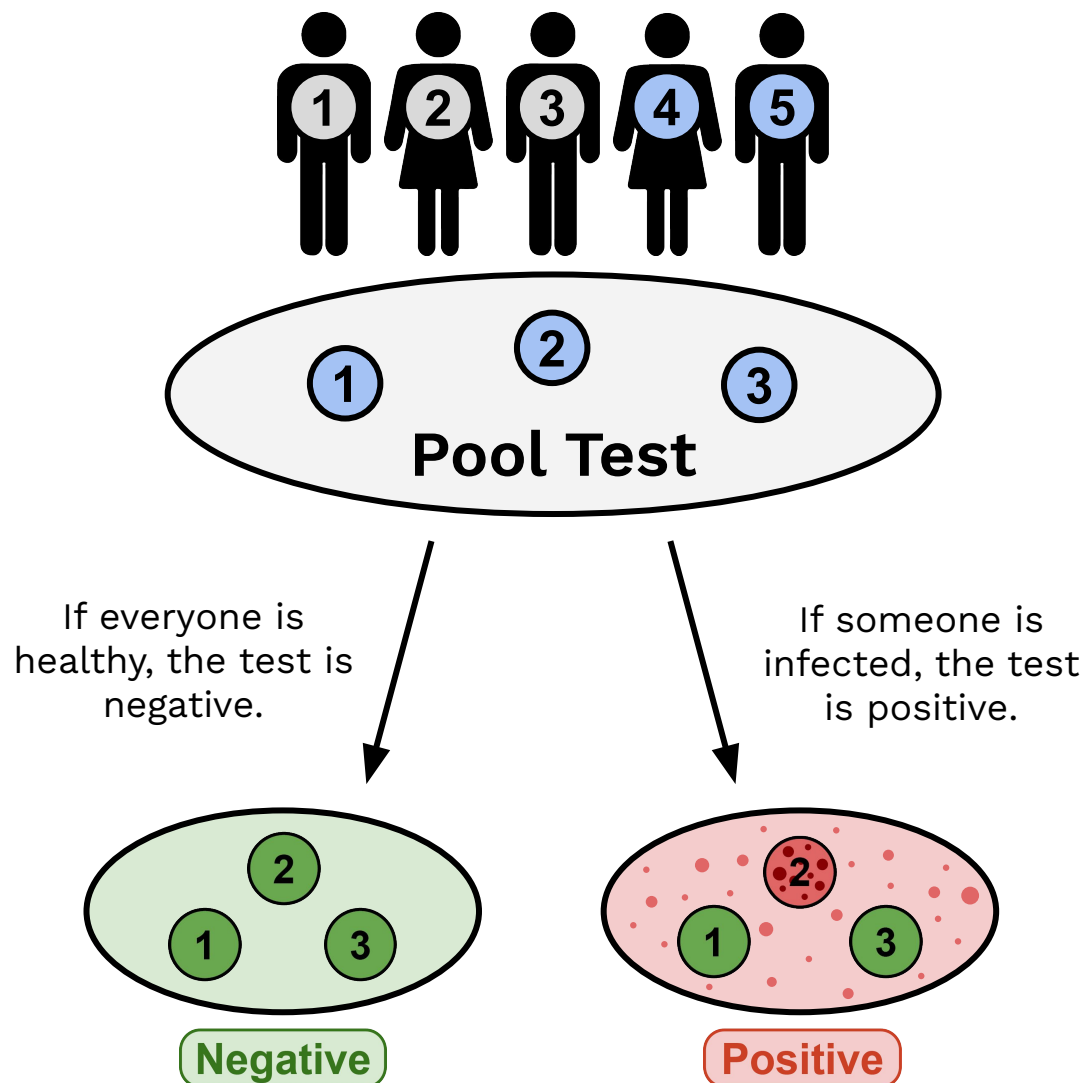 1 2 3 4 5
1 2 3
Pool Test
If everyone is
healthy, the test is
negative.
If someone is
infected, the test
is positive.
2
1 3
2
1 3
Negative
Positive